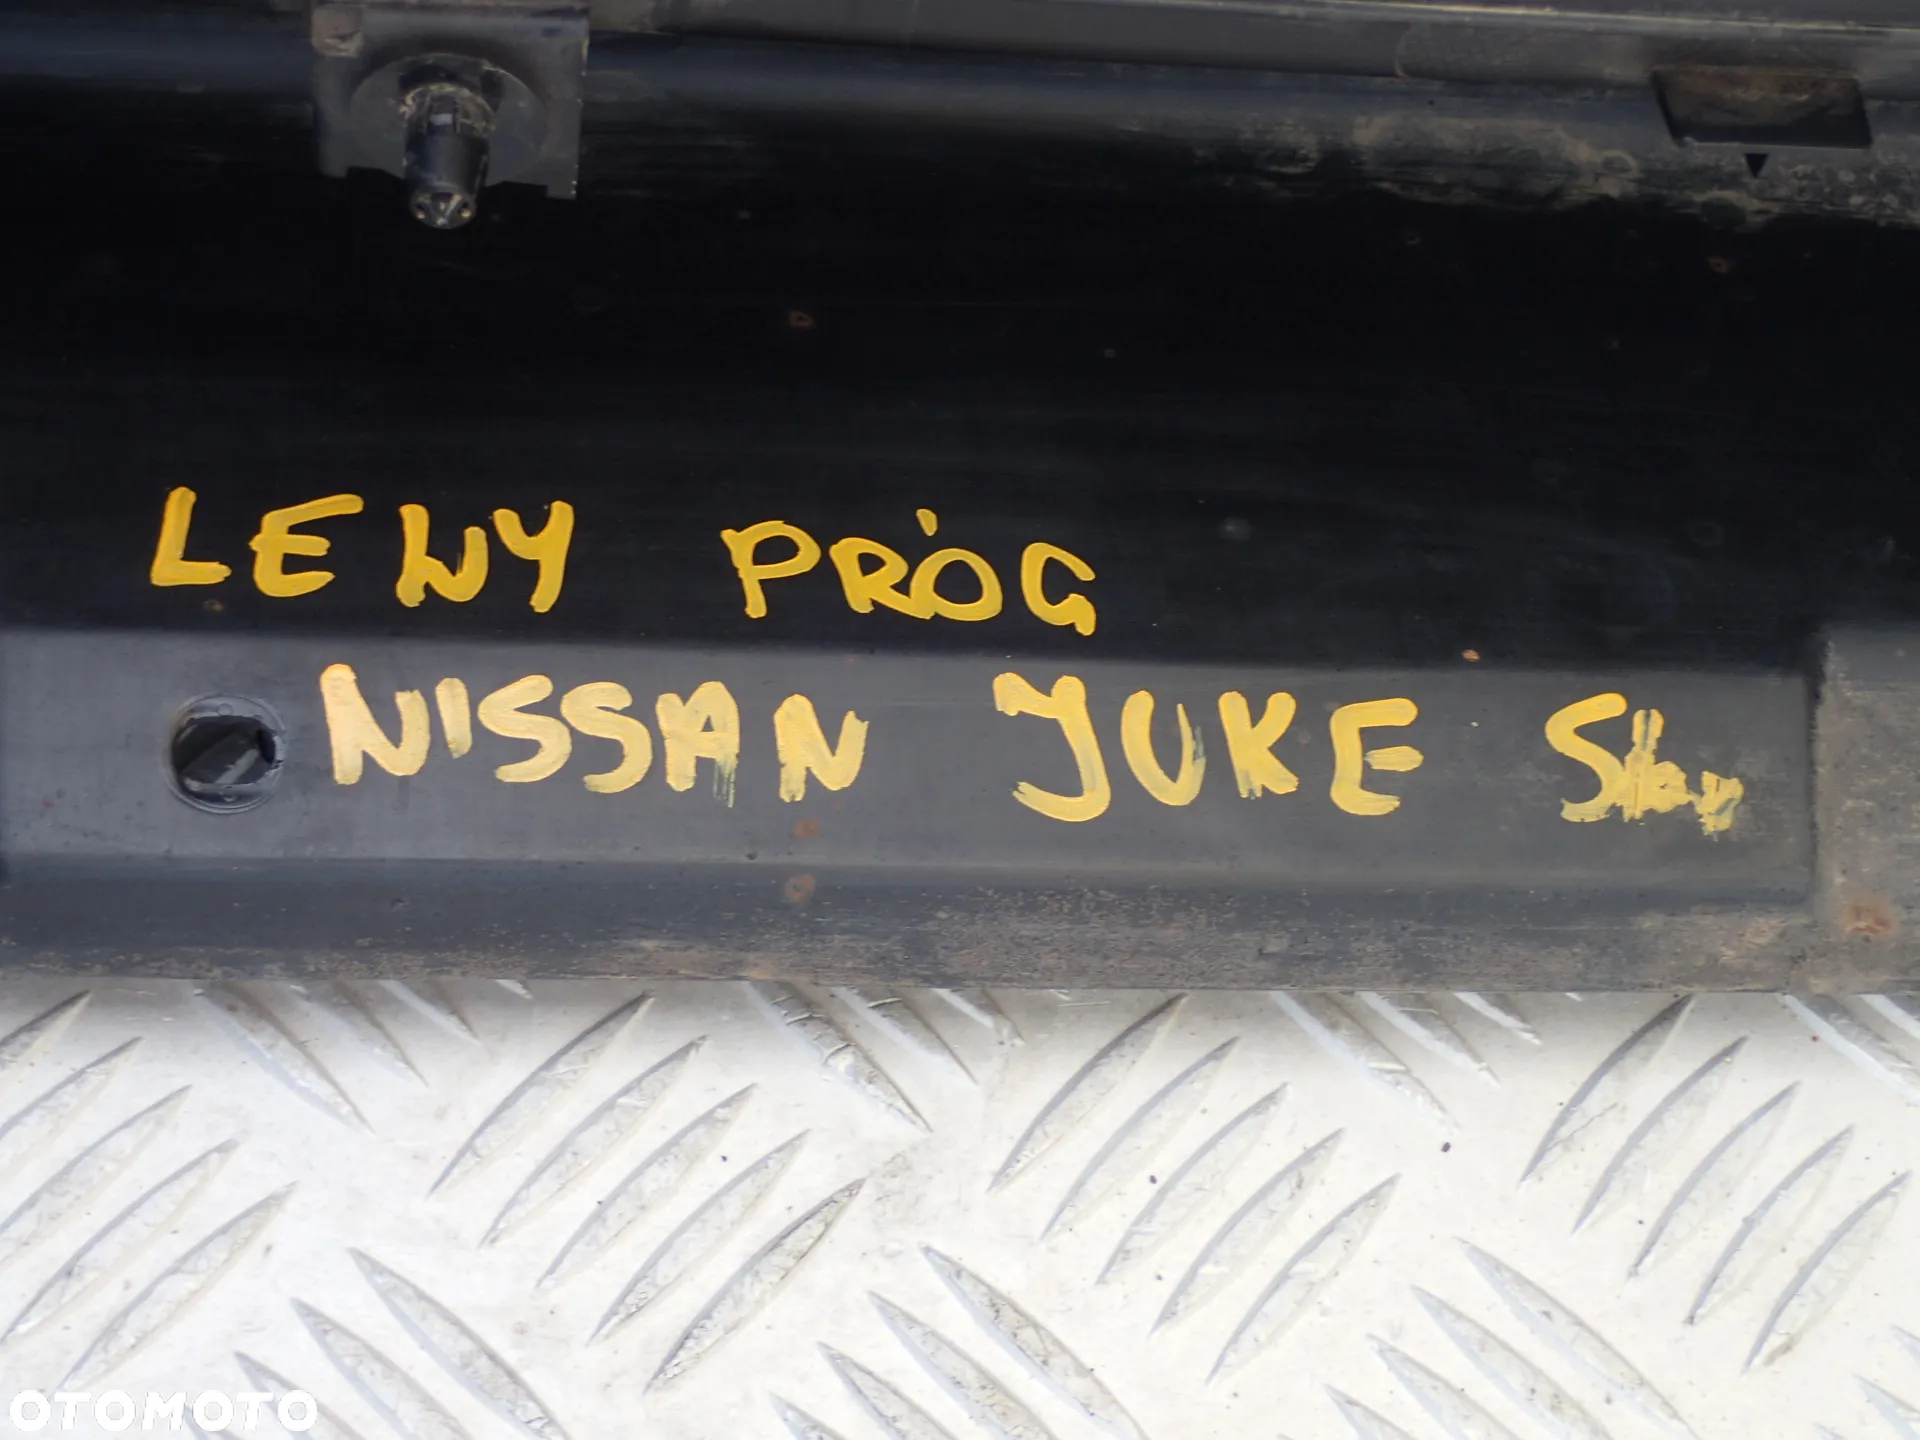 LEWY PRÓG
NISSAN JUKE
OTOMOTO